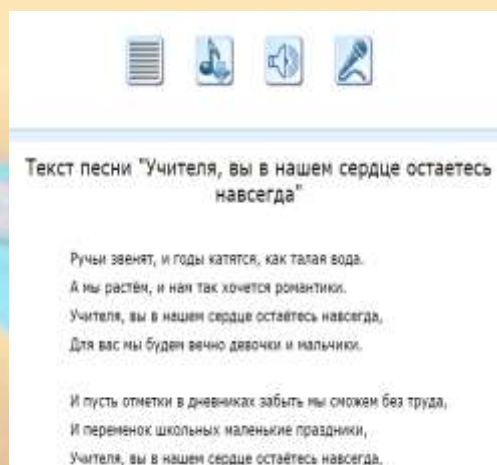 Текст песни "Учителя, вы в нашем сердце остаетесь
навсегда"
Ручьи звенят, и годы катятся, как талая вода.
А мы растём, и нам так хочется романтики.
Учителя, вы в нашем сердце остаётесь навсегда,
Для вас мы будем вечно девочки и мальчики.
И пусть отметки в дневниках забыть мы сможем без труда,
И переменок школьных маленькие праздники,
Учителя, вы в нашем сердце остаётесь навсегда,